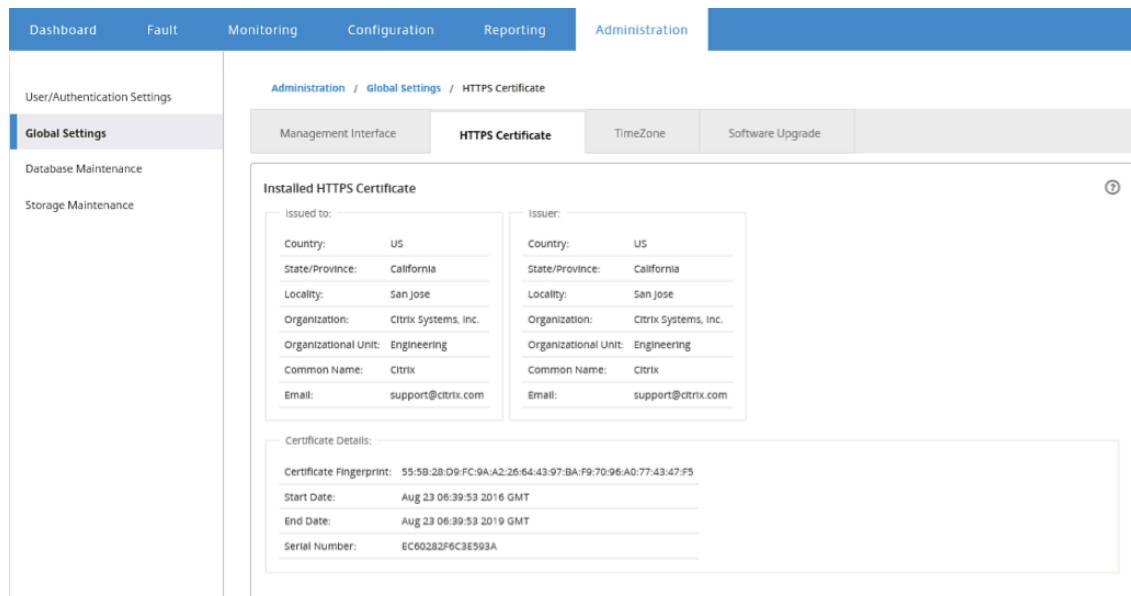 Dashboard Fault Monitoring Configuration Reporting Administration
User/Authentication Settings
Global Settings
Database Maintenance
Storage Maintenance
Administration / Global Settings / HTTPS Certificate
Management Interface HTTPS Certificate TimeZone Software Upgrade
Installed HTTPS Certificate
?
Issued to:
Country: US
State/Province: California
Locality: San Jose
Organization: Citrix Systems, Inc.
Organizational Unit: Engineering
Common Name: Citrix
Email: support@citrix.com
Issuer:
Country: US
State/Province: California
Locality: San Jose
Organization: Citrix Systems, Inc.
Organizational Unit: Engineering
Common Name: Citrix
Email: support@citrix.com
Certificate Details:
Certificate Fingerprint: 55:5B:28:D9:FC:9A:A2:26:64:43:97:BA:F9:70:96:A0:77:43:47:F5
Start Date: Aug 23 06:39:53 2016 GMT
End Date: Aug 23 06:39:53 2019 GMT
Serial Number: EC60282F6C3E593A